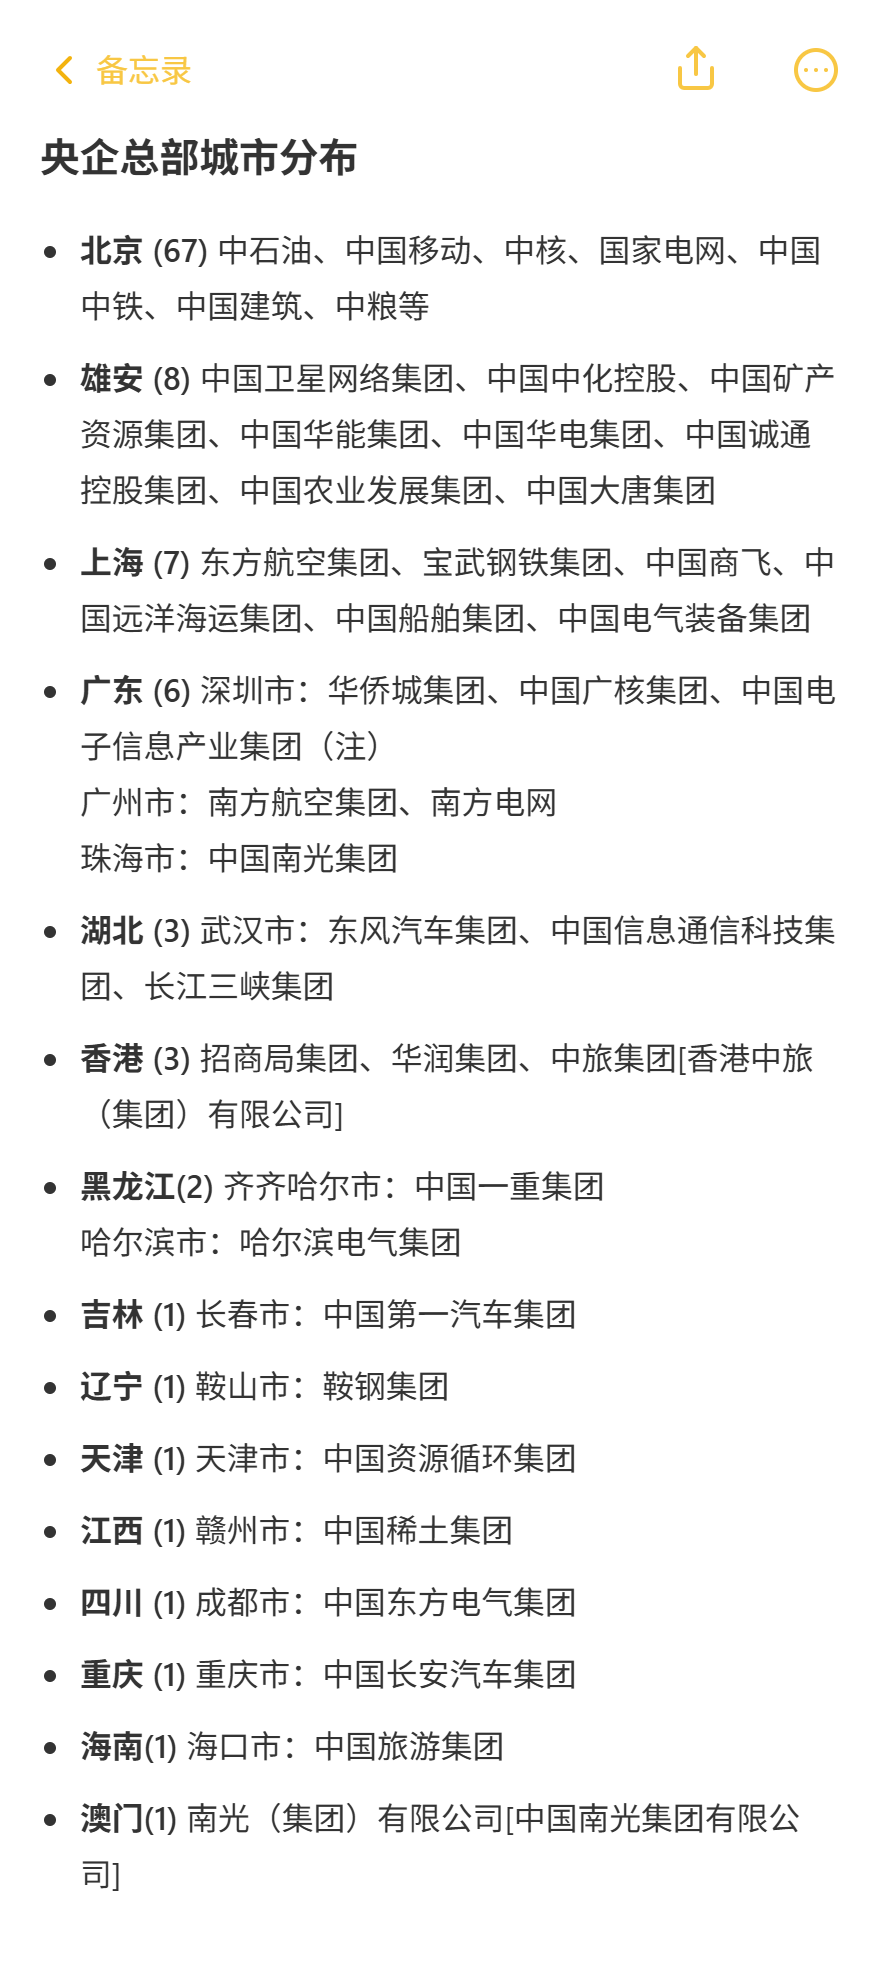 备忘录
央企总部城市分布
北京 (67) 中石油、中国移动、中核、国家电网、中国
中铁、中国建筑、中粮等
雄安 (8) 中国卫星网络集团、中国中化控股、中国矿产
资源集团、中国华能集团、中国华电集团、中国诚通
控股集团、中国农业发展集团、中国大唐集团
上海 (7) 东方航空集团、宝武钢铁集团、中国商飞、中
国远洋海运集团、中国船舶集团、中国电气装备集团
广东 (6) 深圳市：华侨城集团、中国广核集团、中国电
子信息产业集团（注）
广州市：南方航空集团、南方电网
珠海市：中国南光集团
湖北 (3) 武汉市：东风汽车集团、中国信息通信科技集
团、长江三峡集团
香港 (3) 招商局集团、华润集团、中旅集团[香港中旅
（集团）有限公司]
黑龙江(2) 齐齐哈尔市：中国一重集团
哈尔滨市：哈尔滨电气集团
吉林 (1) 长春市：中国第一汽车集团
辽宁 (1) 鞍山市：鞍钢集团
天津 (1) 天津市：中国资源循环集团
江西 (1) 赣州市：中国稀土集团
四川 (1) 成都市：中国东方电气集团
重庆 (1) 重庆市：中国长安汽车集团
海南(1) 海口市：中国旅游集团
澳门(1) 南光（集团）有限公司[中国南光集团有限公
司]